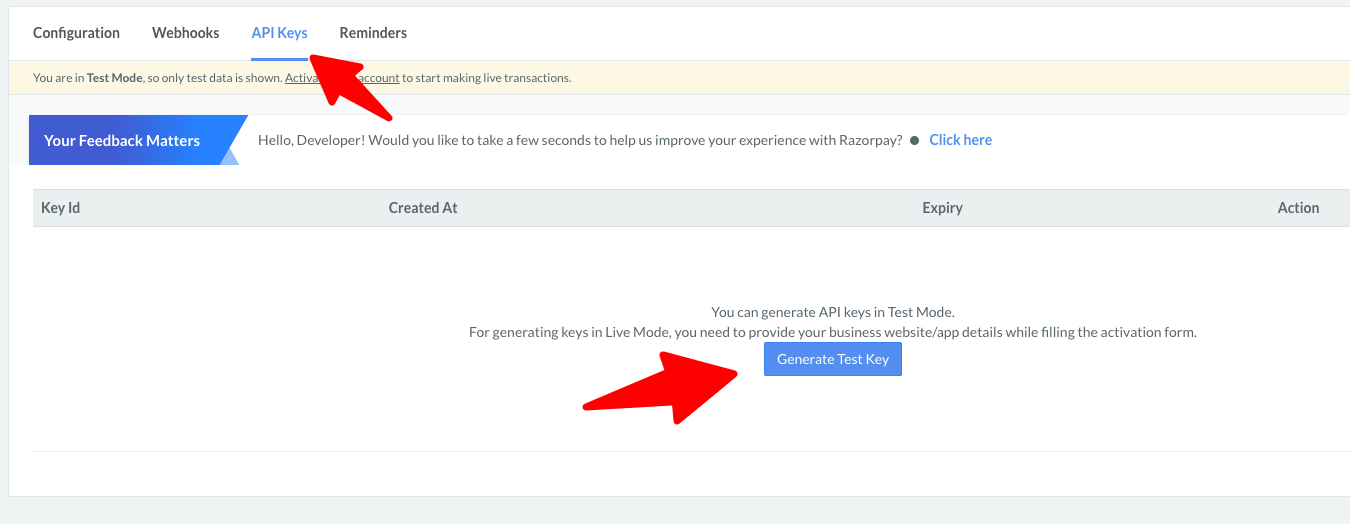 Configuration Webhooks API Keys Reminders
You are in Test Mode, so only test data is shown. account to start making live transactions.
Your Feedback Matters Hello, Developer! Would you like to take a few seconds to help us improve your experience with Razorpay? ● Click here
Key Id Created At Expiry Action
You can generate API keys in Test Mode.
For generating keys in Live Mode, you need to provide your business website/app details while filling the activation form.
Generate Test Key